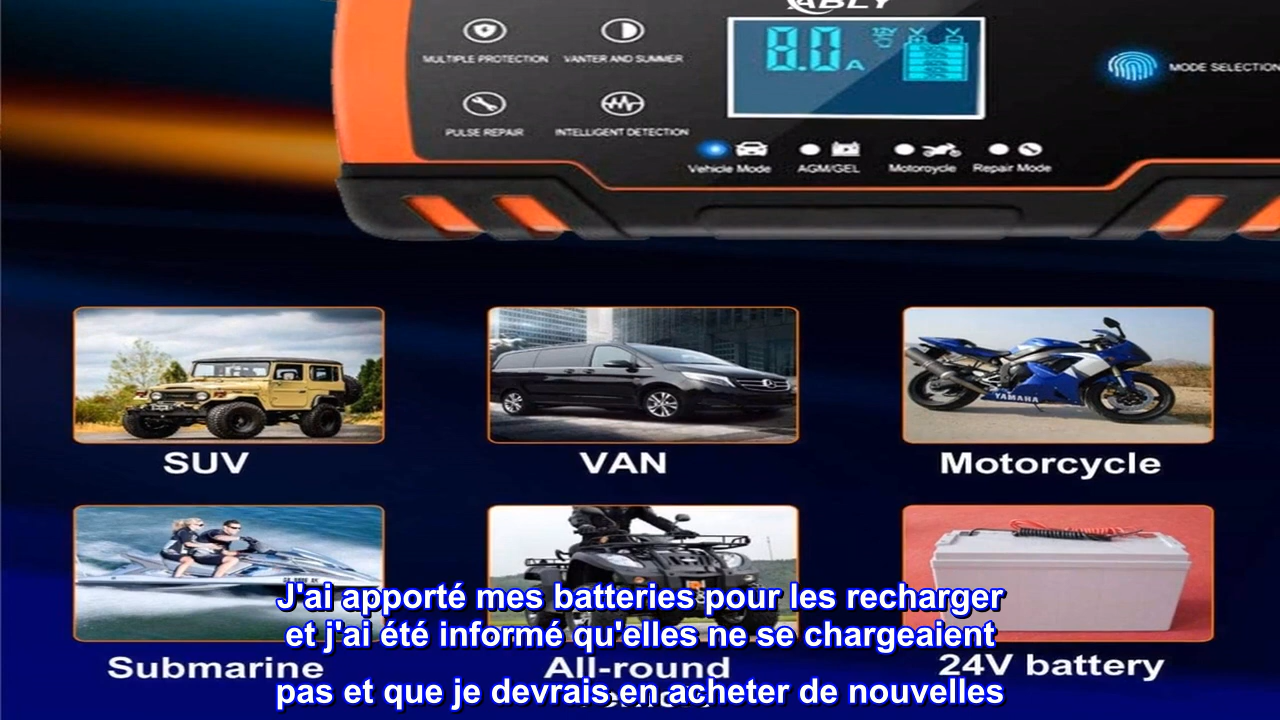 ABLY
MULTIPLE PROTECTION
VANTER AND SUMMER
8.0 A
12V
MODE SELECTION
PULSE REPAIR
INTELLIGENT DETECTION
Vehicle Mode
AGM/GEL
Motorcycle
Repair Mode
YAMAHA
SUV
VAN
Motorcycle
J'ai apporté mes batteries pour les recharger
et j'ai été informé qu'elles ne se chargeaient
Submarine
All-round
24V battery
pas et que je devrais en acheter de nouvelles